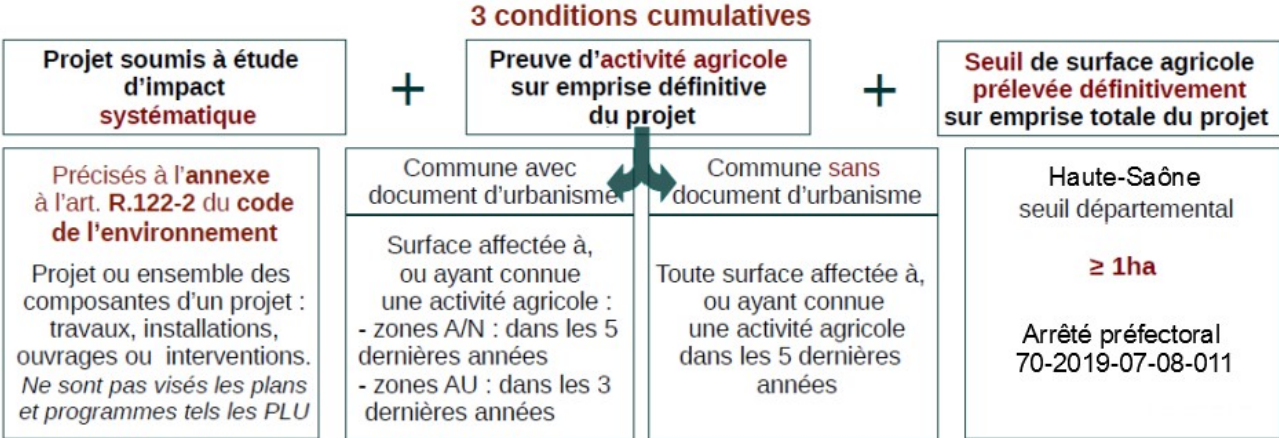 3 conditions cumulatives
Projet soumis à étude
d’impact
systématique
+
Preuve d’activité agricole
sur emprise définitive
du projet
+
Seuil de surface agricole
prélevée définitivement
sur emprise totale du projet
Précisés à l’annexe
à l’art. R.122-2 du code
de l’environnement
Projet ou ensemble des
composantes d’un projet :
travaux, installations,
ouvrages ou interventions.
Ne sont pas visés les plans
et programmes tels les PLU
Commune avec
document d’urbanisme
Surface affectée à,
ou ayant connue
une activité agricole :
- zones A/N : dans les 5
dernières années
- zones AU : dans les 3
dernières années
Commune sans
document d’urbanisme
Toute surface affectée à,
ou ayant connue
une activité agricole
dans les 5 dernières
années
Haute-Saône
seuil départemental
≥ 1ha
Arrêté préfectoral
70-2019-07-08-011